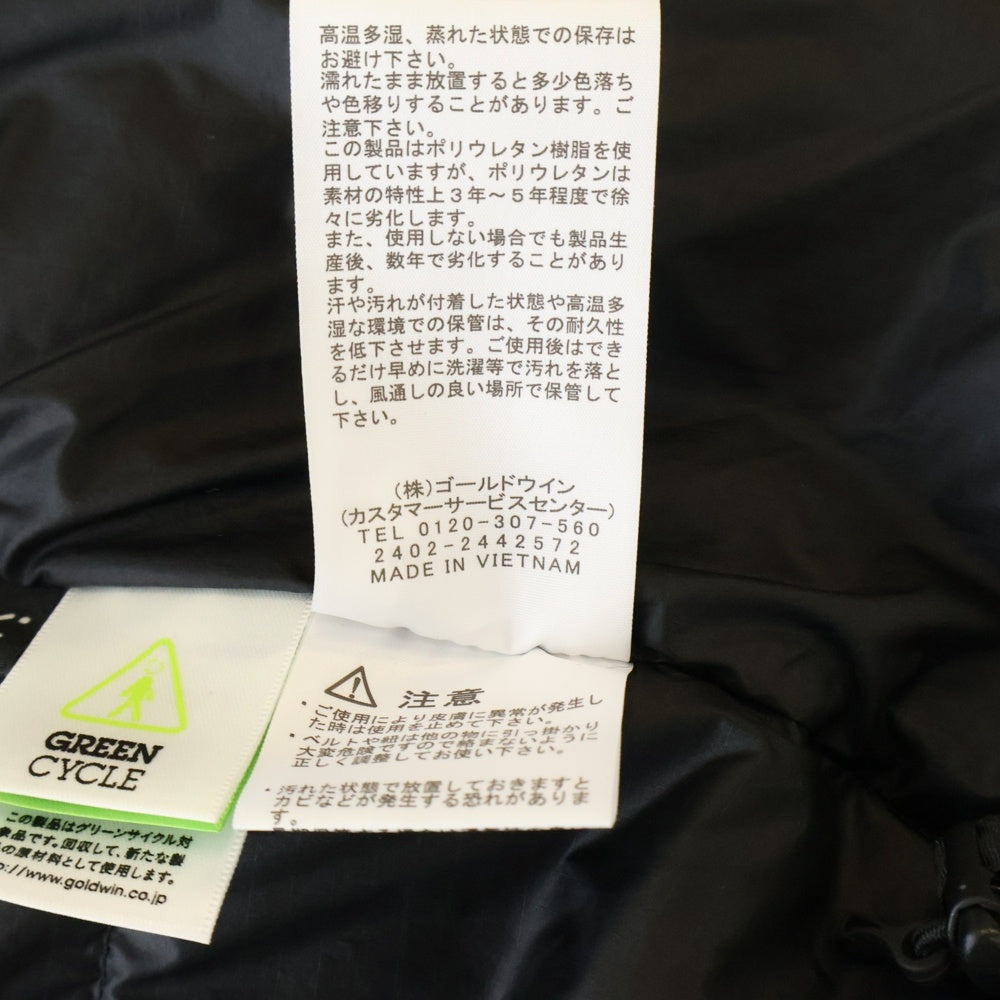 高温多湿、蒸れた状態での保存は
お避け下さい。
濡れたまま放置すると多少色落ち
や色移りすることがあります。ご
注意下さい。
この製品はポリウレタン樹脂を使
用していますが、ポリウレタンは
素材の特性上3年～5年程度で徐
々に劣化します。
また、使用しない場合でも製品生
産後、数年で劣化することがあり
ます。
汗や汚れが付着した状態や高温多
湿な環境での保管は、その耐久性
を低下させます。ご使用後はでき
るだけ早めに洗濯等で汚れを落と
し、風通しの良い場所で保管して
下さい。
(株)ゴールドウイン
(カスタマーサービスセンター)
TEL 0120-307-560
2402-2442572
MADE IN VIETNAM
注意
・ご使用により皮膚に異常が発生し
た時は使用を止めて下さい。
・ベルトや紐は他の物に引っ掛かり
大変危険ですので絡まないように
正しく調整してお使い下さい。
・汚れた状態で放置しておきますと
カビなどが発生する恐れがありま
す。
GREEN
CYCLE
この製品はグリーンサイクル対
象品です。回収して、新たな製
の原材料として使用します。
p://www.goldwin.co.jp